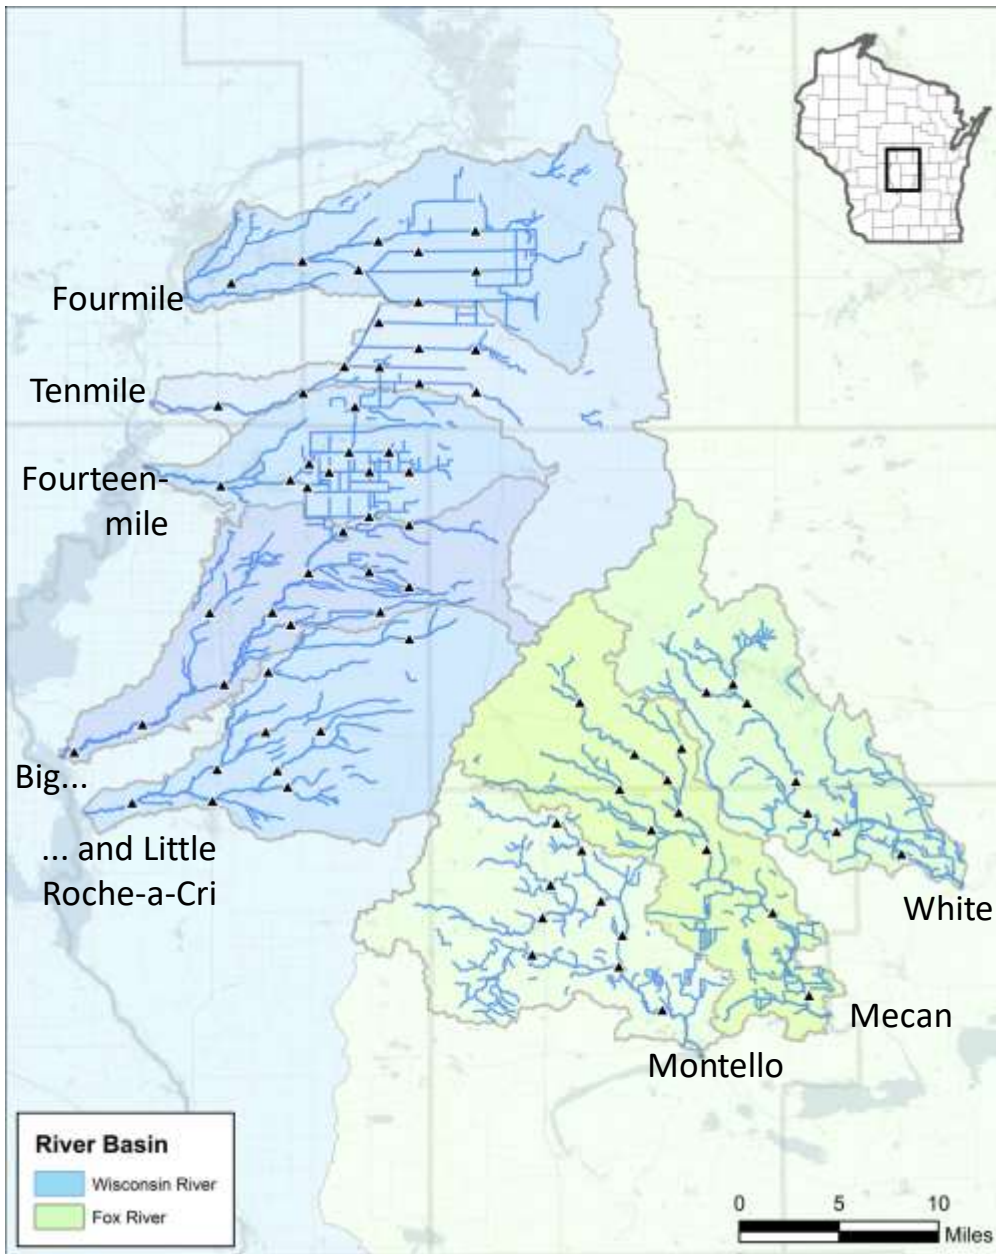 Fourmile
Tenmile
Fourteen-
mile
Big...
... and Little
Roche-a-Cri
White
Mecan
Montello
River Basin
Wisconsin River
Fox River
0 5 10
Miles